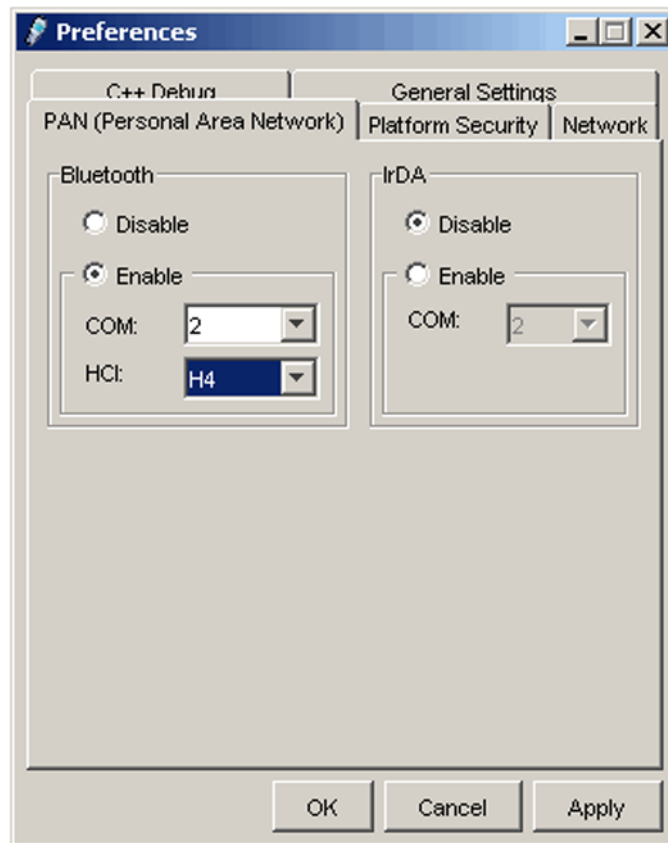 Preferences
C++ Debug General Settings
PAN (Personal Area Network) Platform Security Network
Bluetooth IrDA
Disable Disable
Enable Enable
COM: 2 COM: 2
HCI: H4
OK Cancel Apply